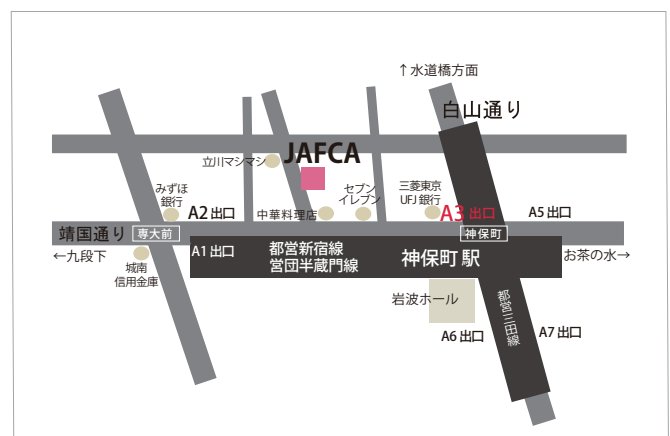 ↑水道橋方面
白山通り
立川マシマシ
JAFCA
みずほ
銀行
A2 出口
中華料理店
セブン
イレブン
三菱東京
UFJ 銀行
A3 出口
A5 出口
靖国通り
専大前
神保町
←九段下
A1 出口
都営新宿線
営団半蔵門線
神保町 駅
お茶の水→
城南
信用金庫
岩波ホール
都営三田線
A6 出口
A7 出口